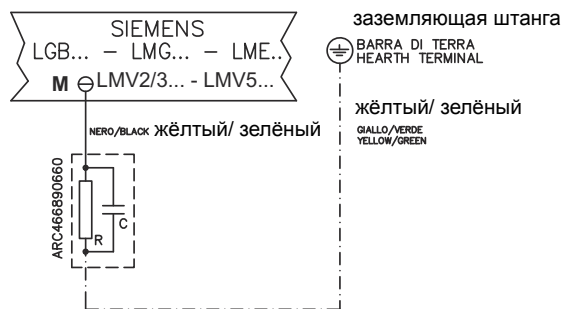 SIEMENS
LGB... – LMG... – LME...
M LMV2/3... - LMV5...
заземляющая штанга
BARRA DI TERRA
HEARTH TERMINAL
NERO/BLACK жёлтый/ зелёный
жёлтый/ зелёный
GIALLO/VERDE
YELLOW/GREEN
ARC466890660
C
R